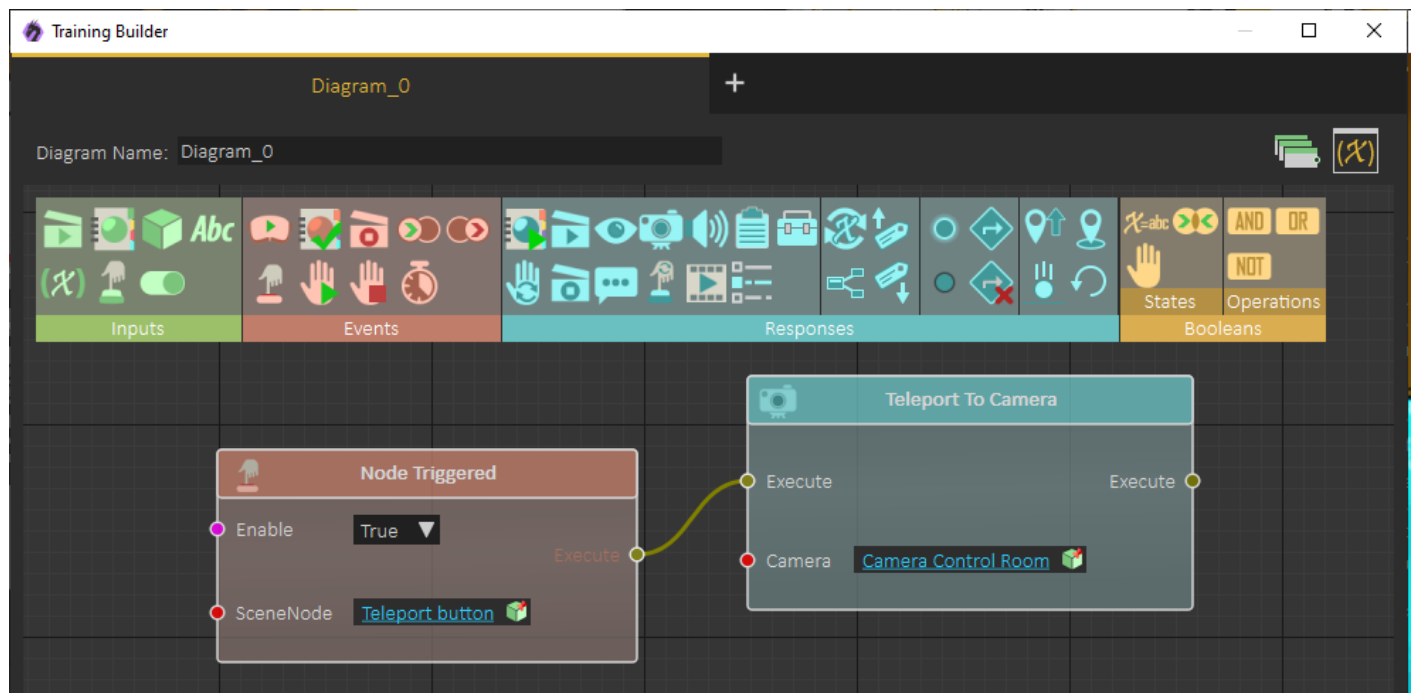 Training Builder
Diagram_0
+
Diagram Name: Diagram_0
(X)
Abc
X=abc
AND
OR
(X)
NOT
States
Operations
Inputs
Events
Responses
Booleans
Teleport To Camera
Node Triggered
Execute
Execute
Enable
True
Execute
Camera
Camera Control Room
SceneNode
Teleport button